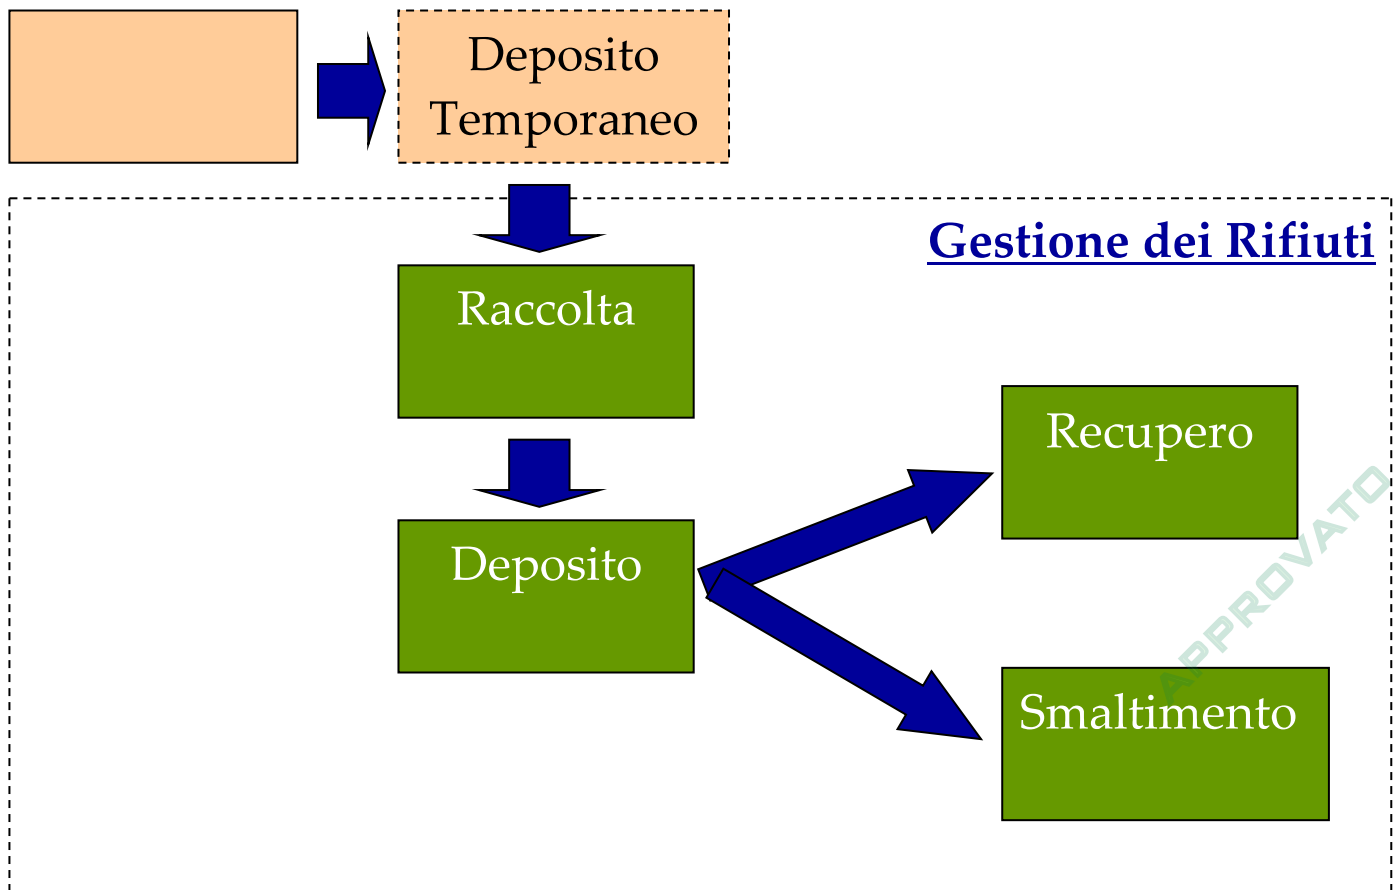 Deposito
Temporaneo
Gestione dei Rifiuti
Raccolta
Recupero
Deposito
Smaltimento
APPROVATO